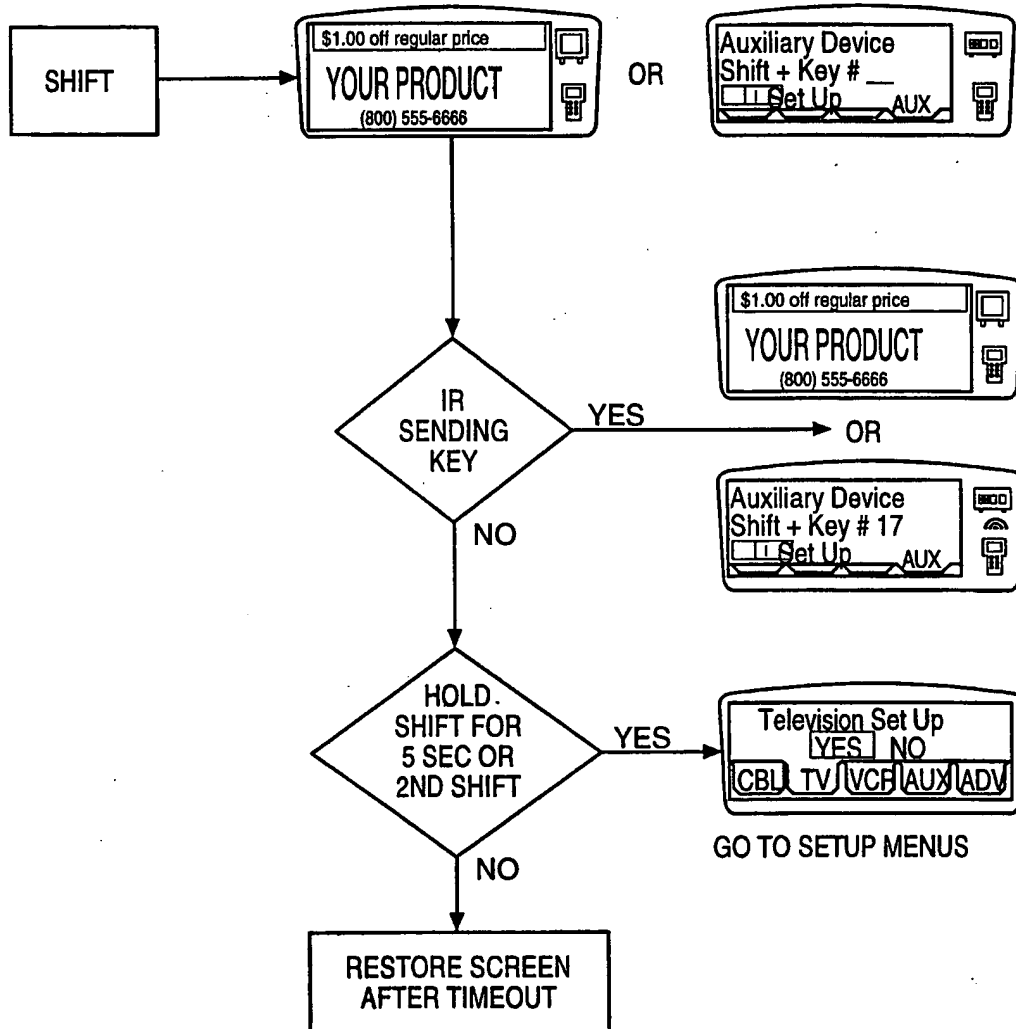 SHIFT
$1.00 off regular price
YOUR PRODUCT
(800) 555-6666
OR
Auxiliary Device
Shift + Key # __
Set Up
AUX
IR
SENDING
KEY
YES
$1.00 off regular price
YOUR PRODUCT
(800) 555-6666
OR
Auxiliary Device
Shift + Key # 17
Set Up
AUX
NO
HOLD
SHIFT FOR
5 SEC OR
2ND SHIFT
YES
Television Set Up
YES NO
CBL TV VCR AUX ADV
GO TO SETUP MENUS
NO
RESTORE SCREEN
AFTER TIMEOUT